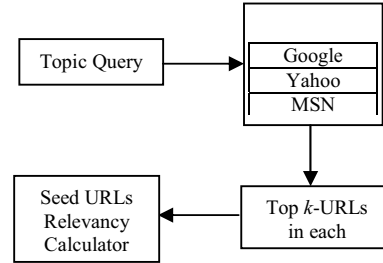 Topic Query
Google
Yahoo
MSN
Seed URLs
Relevancy
Calculator
Top k-URLs
in each